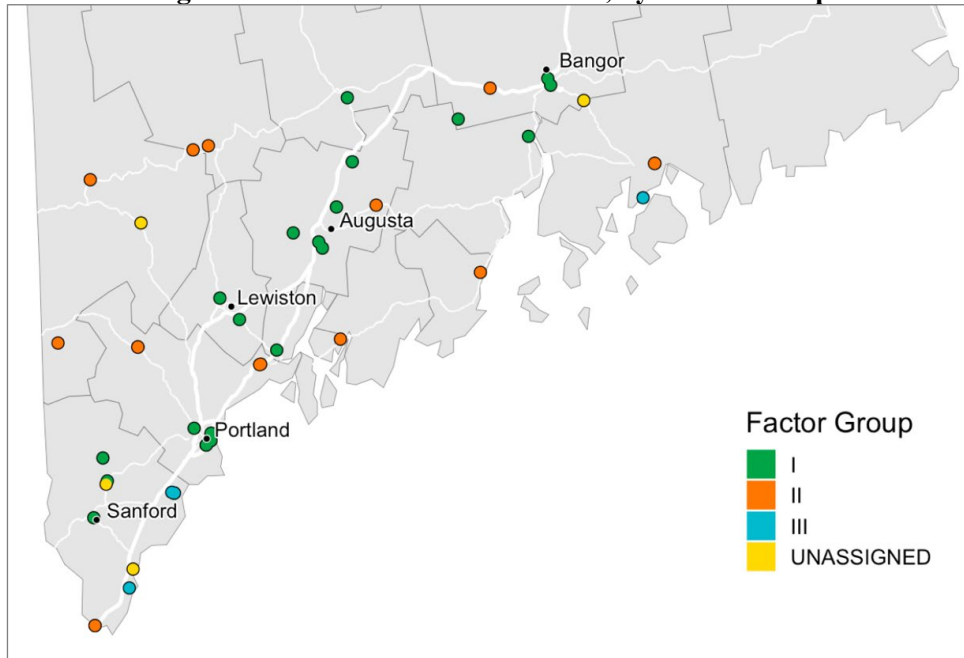 Bangor
Augusta
Lewiston
Portland
Sanford
Factor Group
I
II
III
UNASSIGNED